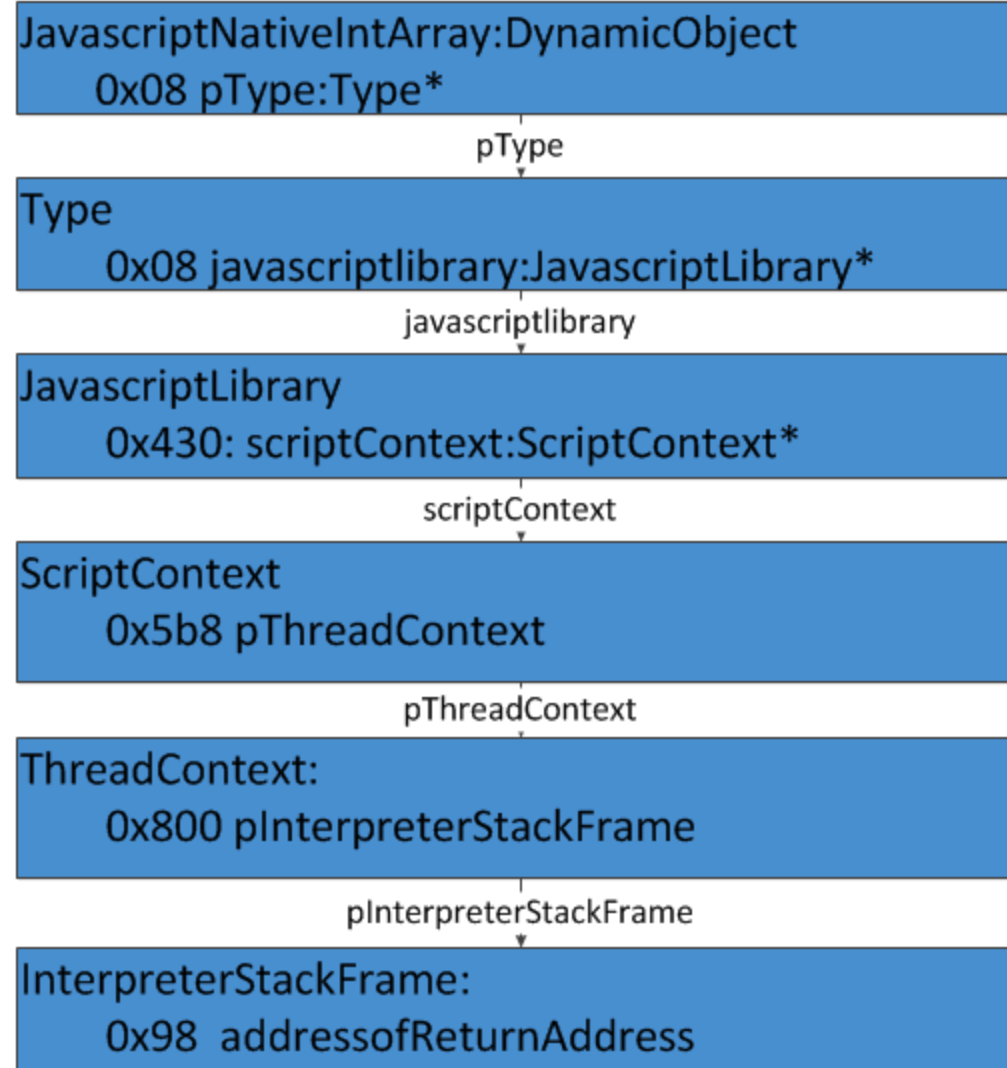 JavascriptNativeIntArray:DynamicObject
0x08 pType:Type*
pType
Type
0x08 javascriptlibrary:JavascriptLibrary*
javascriptlibrary
JavascriptLibrary
0x430: scriptContext:ScriptContext*
scriptContext
ScriptContext
0x5b8 pThreadContext
pThreadContext
ThreadContext:
0x800 pInterpreterStackFrame
pInterpreterStackFrame
InterpreterStackFrame:
0x98 addressofReturnAddress